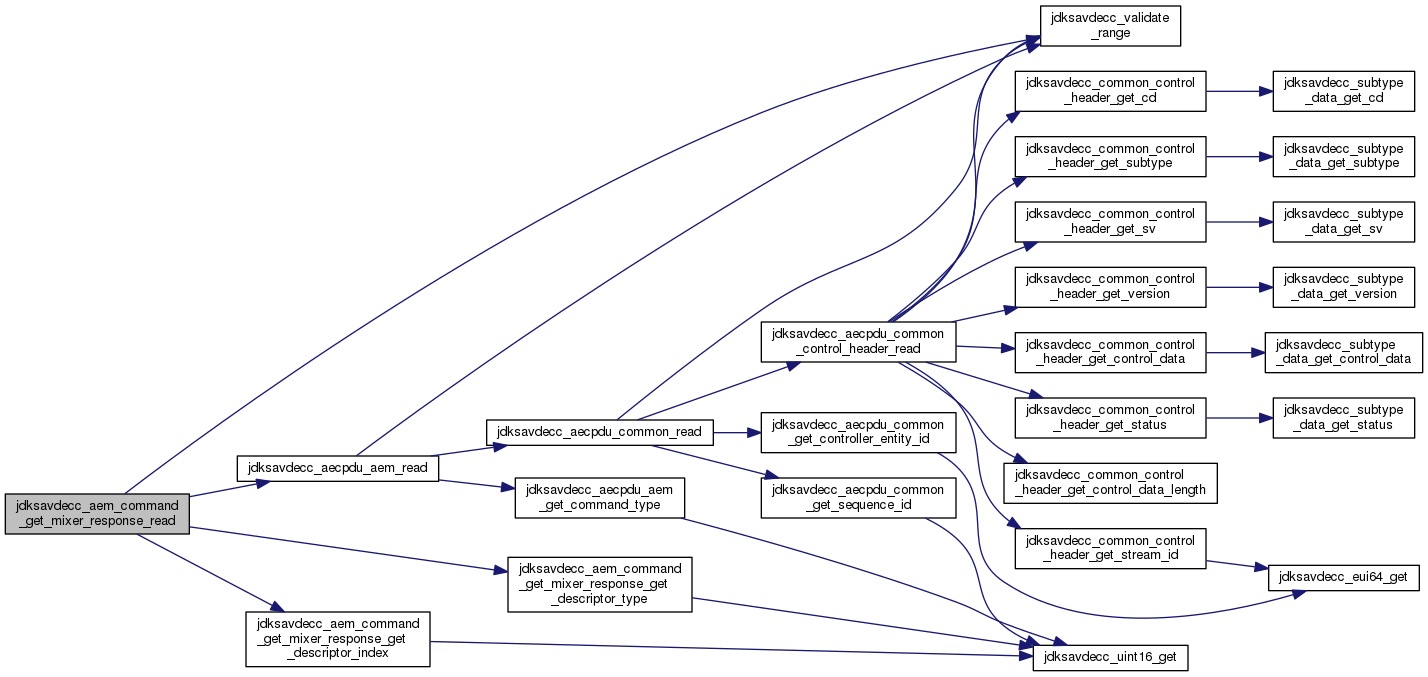 jdksavdecc_aem_command
_get_mixer_response_read
jdksavdecc_aecpdu_aem_read
jdksavdecc_aem_command
_get_mixer_response_get
_descriptor_index
jdksavdecc_aecpdu_common_read
jdksavdecc_aecpdu_aem
_get_command_type
jdksavdecc_aem_command
_get_mixer_response_get
_descriptor_type
jdksavdecc_aecpdu_common
_control_header_read
jdksavdecc_aecpdu_common
_get_controller_entity_id
jdksavdecc_aecpdu_common
_get_sequence_id
jdksavdecc_validate
_range
jdksavdecc_common_control
_header_get_cd
jdksavdecc_common_control
_header_get_subtype
jdksavdecc_common_control
_header_get_sv
jdksavdecc_common_control
_header_get_version
jdksavdecc_common_control
_header_get_control_data
jdksavdecc_common_control
_header_get_status
jdksavdecc_common_control
_header_get_control_data_length
jdksavdecc_common_control
_header_get_stream_id
jdksavdecc_uint16_get
jdksavdecc_subtype
_data_get_cd
jdksavdecc_subtype
_data_get_subtype
jdksavdecc_subtype
_data_get_sv
jdksavdecc_subtype
_data_get_version
jdksavdecc_subtype
_data_get_control_data
jdksavdecc_subtype
_data_get_status
jdksavdecc_eui64_get